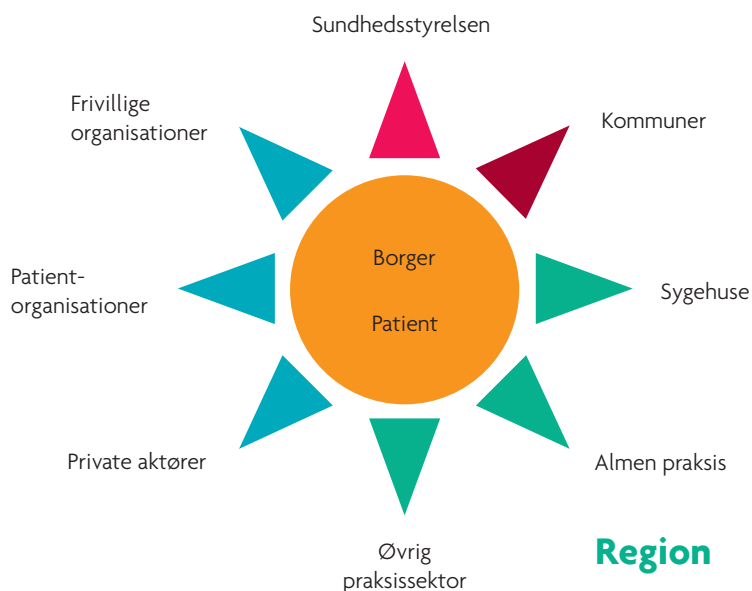 Sundhedsstyrelsen
Frivillige
organisationer
Kommuner
Borger
Patient
Patient-
organisationer
Sygehuse
Private aktører
Almen praksis
Øvrig
praksissektor
Region